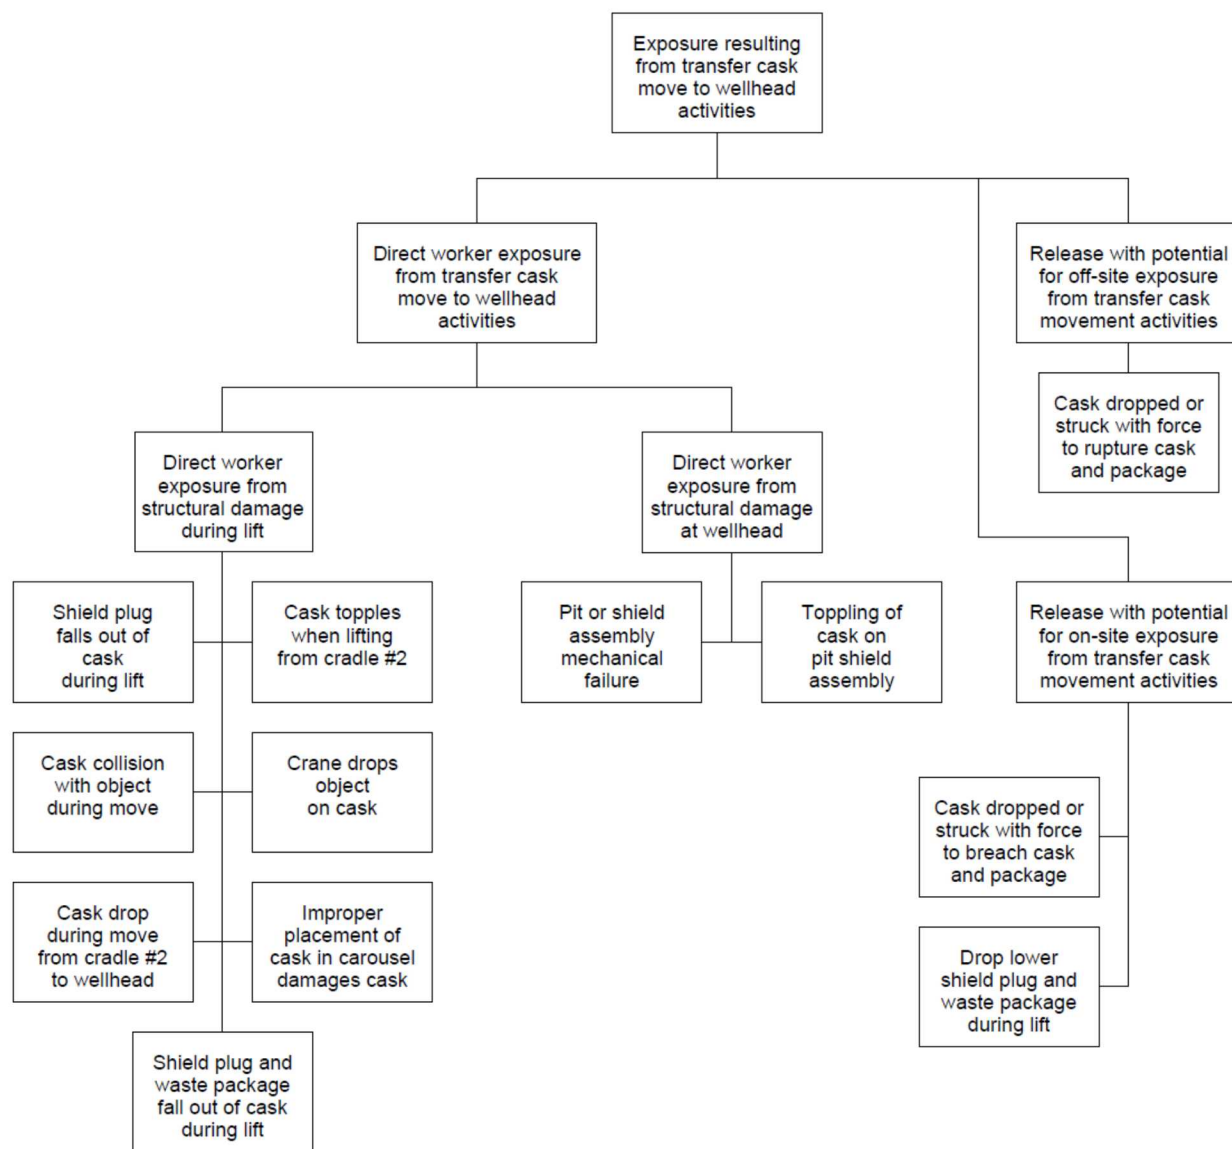 Exposure resulting
from transfer cask
move to wellhead
activities
Direct worker exposure
from transfer cask
move to wellhead
activities
Release with potential
for off-site exposure
from transfer cask
movement activities
Cask dropped or
struck with force
to rupture cask
and package
Direct worker
exposure from
structural damage
during lift
Direct worker
exposure from
structural damage
at wellhead
Shield plug
falls out of
cask
during lift
Cask topples
when lifting
from cradle #2
Pit or shield
assembly
mechanical
failure
Toppling of
cask on
pit shield
assembly
Release with potential
for on-site exposure
from transfer cask
movement activities
Cask collision
with object
during move
Crane drops
object
on cask
Cask dropped or
struck with force
to breach cask
and package
Cask drop
during move
from cradle #2
to wellhead
Improper
placement of
cask in carousel
damages cask
Drop lower
shield plug and
waste package
during lift
Shield plug and
waste package
fall out of cask
during lift